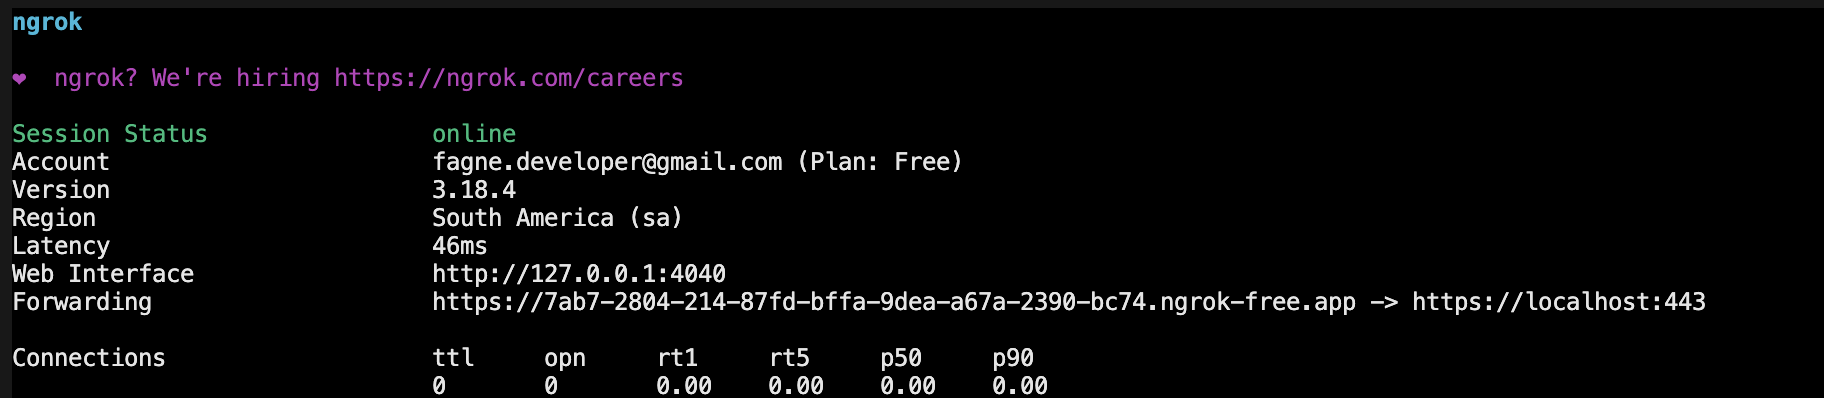 ngrok
❤ ngrok? We're hiring https://ngrok.com/careers
Session Status online
Account fagne.developer@gmail.com (Plan: Free)
Version 3.18.4
Region South America (sa)
Latency 46ms
Web Interface http://127.0.0.1:4040
Forwarding https://7ab7-2804-214-87fd-bffa-9dea-a67a-2390-bc74.ngrok-free.app -> https://localhost:443
Connections ttl opn rt1 rt5 p50 p90
0 0 0.00 0.00 0.00 0.00